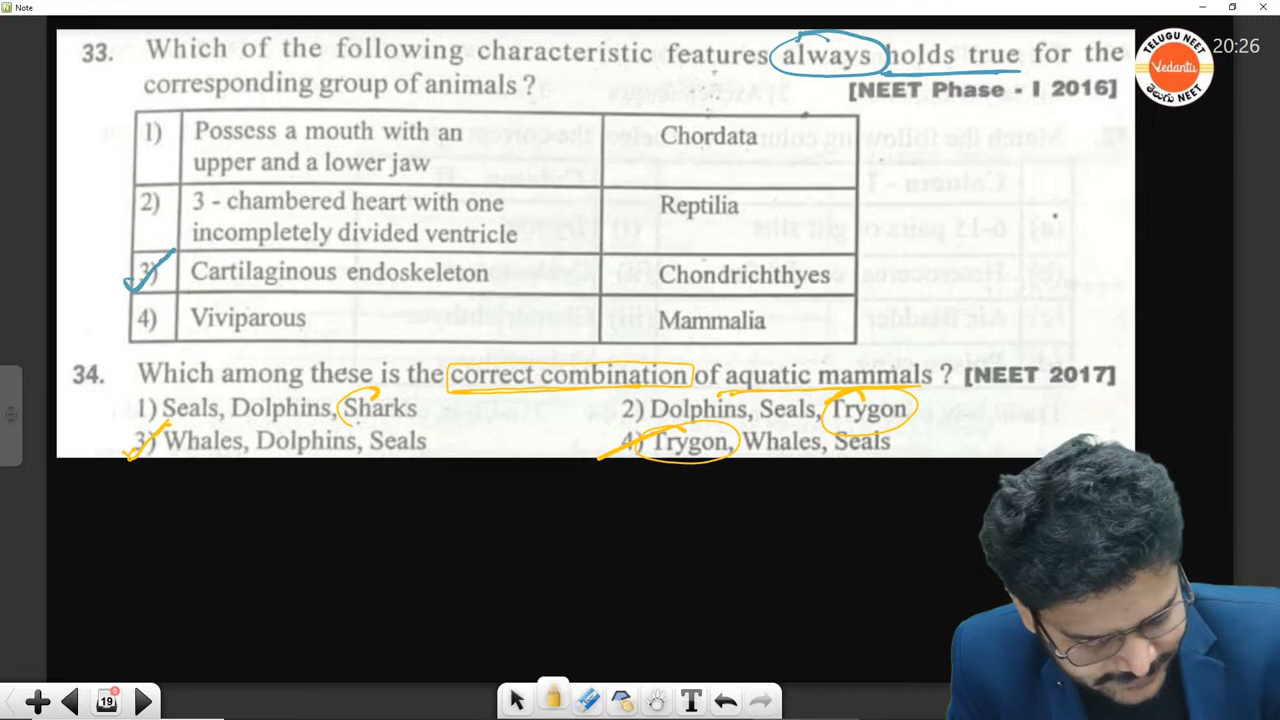 Note
20:26
TELUGU NEET
Vedantu
తెలుగు NEET
33. Which of the following characteristic features always holds true for the
corresponding group of animals ? [NEET Phase - I 2016]
1) Possess a mouth with an Chordata
upper and a lower jaw
2) 3 - chambered heart with one Reptilia
incompletely divided ventricle
3) Cartilaginous endoskeleton Chondrichthyes
4) Viviparous Mammalia
34. Which among these is the correct combination of aquatic mammals ? [NEET 2017]
1) Seals, Dolphins, Sharks 2) Dolphins, Seals, Trygon
3) Whales, Dolphins, Seals 4) Trygon, Whales, Seals
19
8
T